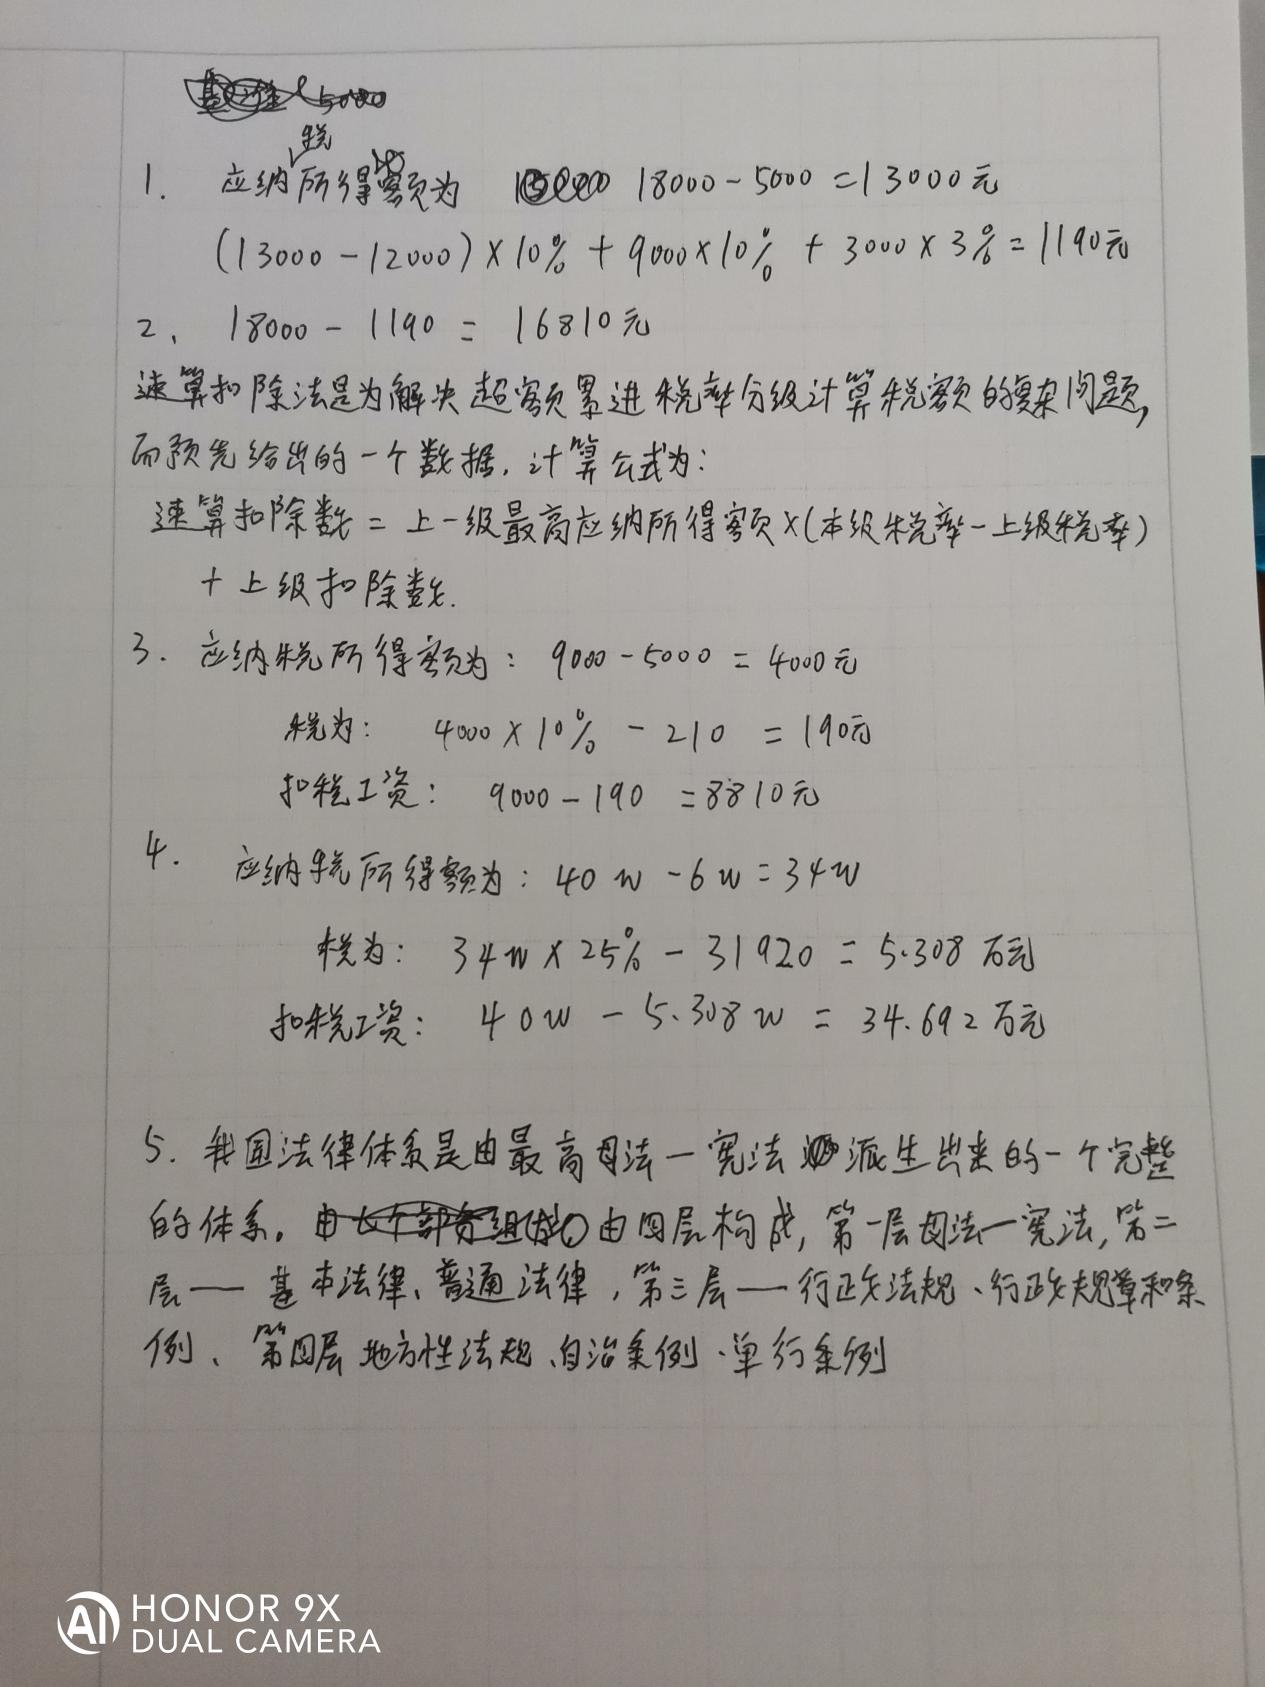 税
1. 应纳所得额为 18000-5000=13000元
(13000-12000)×10%+9000×10%+3000×3%=1190元
2、18000-1190=16810元
速算扣除法是为解决超额累进税率分级计算税额的复杂问题,
而预先给出的一个数据.计算公式为:
速算扣除数=上一级最高应纳所得额×(本级税率-上级税率)
+上级扣除数.
3. 应纳税所得额为: 9000-5000=4000元
税为: 4000×10%-210=190元
扣税工资: 9000-190=8810元
4. 应纳税所得额为: 40w-6w=34w
税为: 34w×25%-31920=5.308万元
扣税工资: 40w-5.308w=34.692万元
5. 我国法律体系是由最高母法一宪法派生出来的一个完整
的体系。由四层构成,第一层母法一宪法,第二
层——基本法律、普通法律,第三层——行政法规、行政规章和条
例、第四层地方性法规、自治条例、单行条例
HONOR 9X
DUAL CAMERA
AI